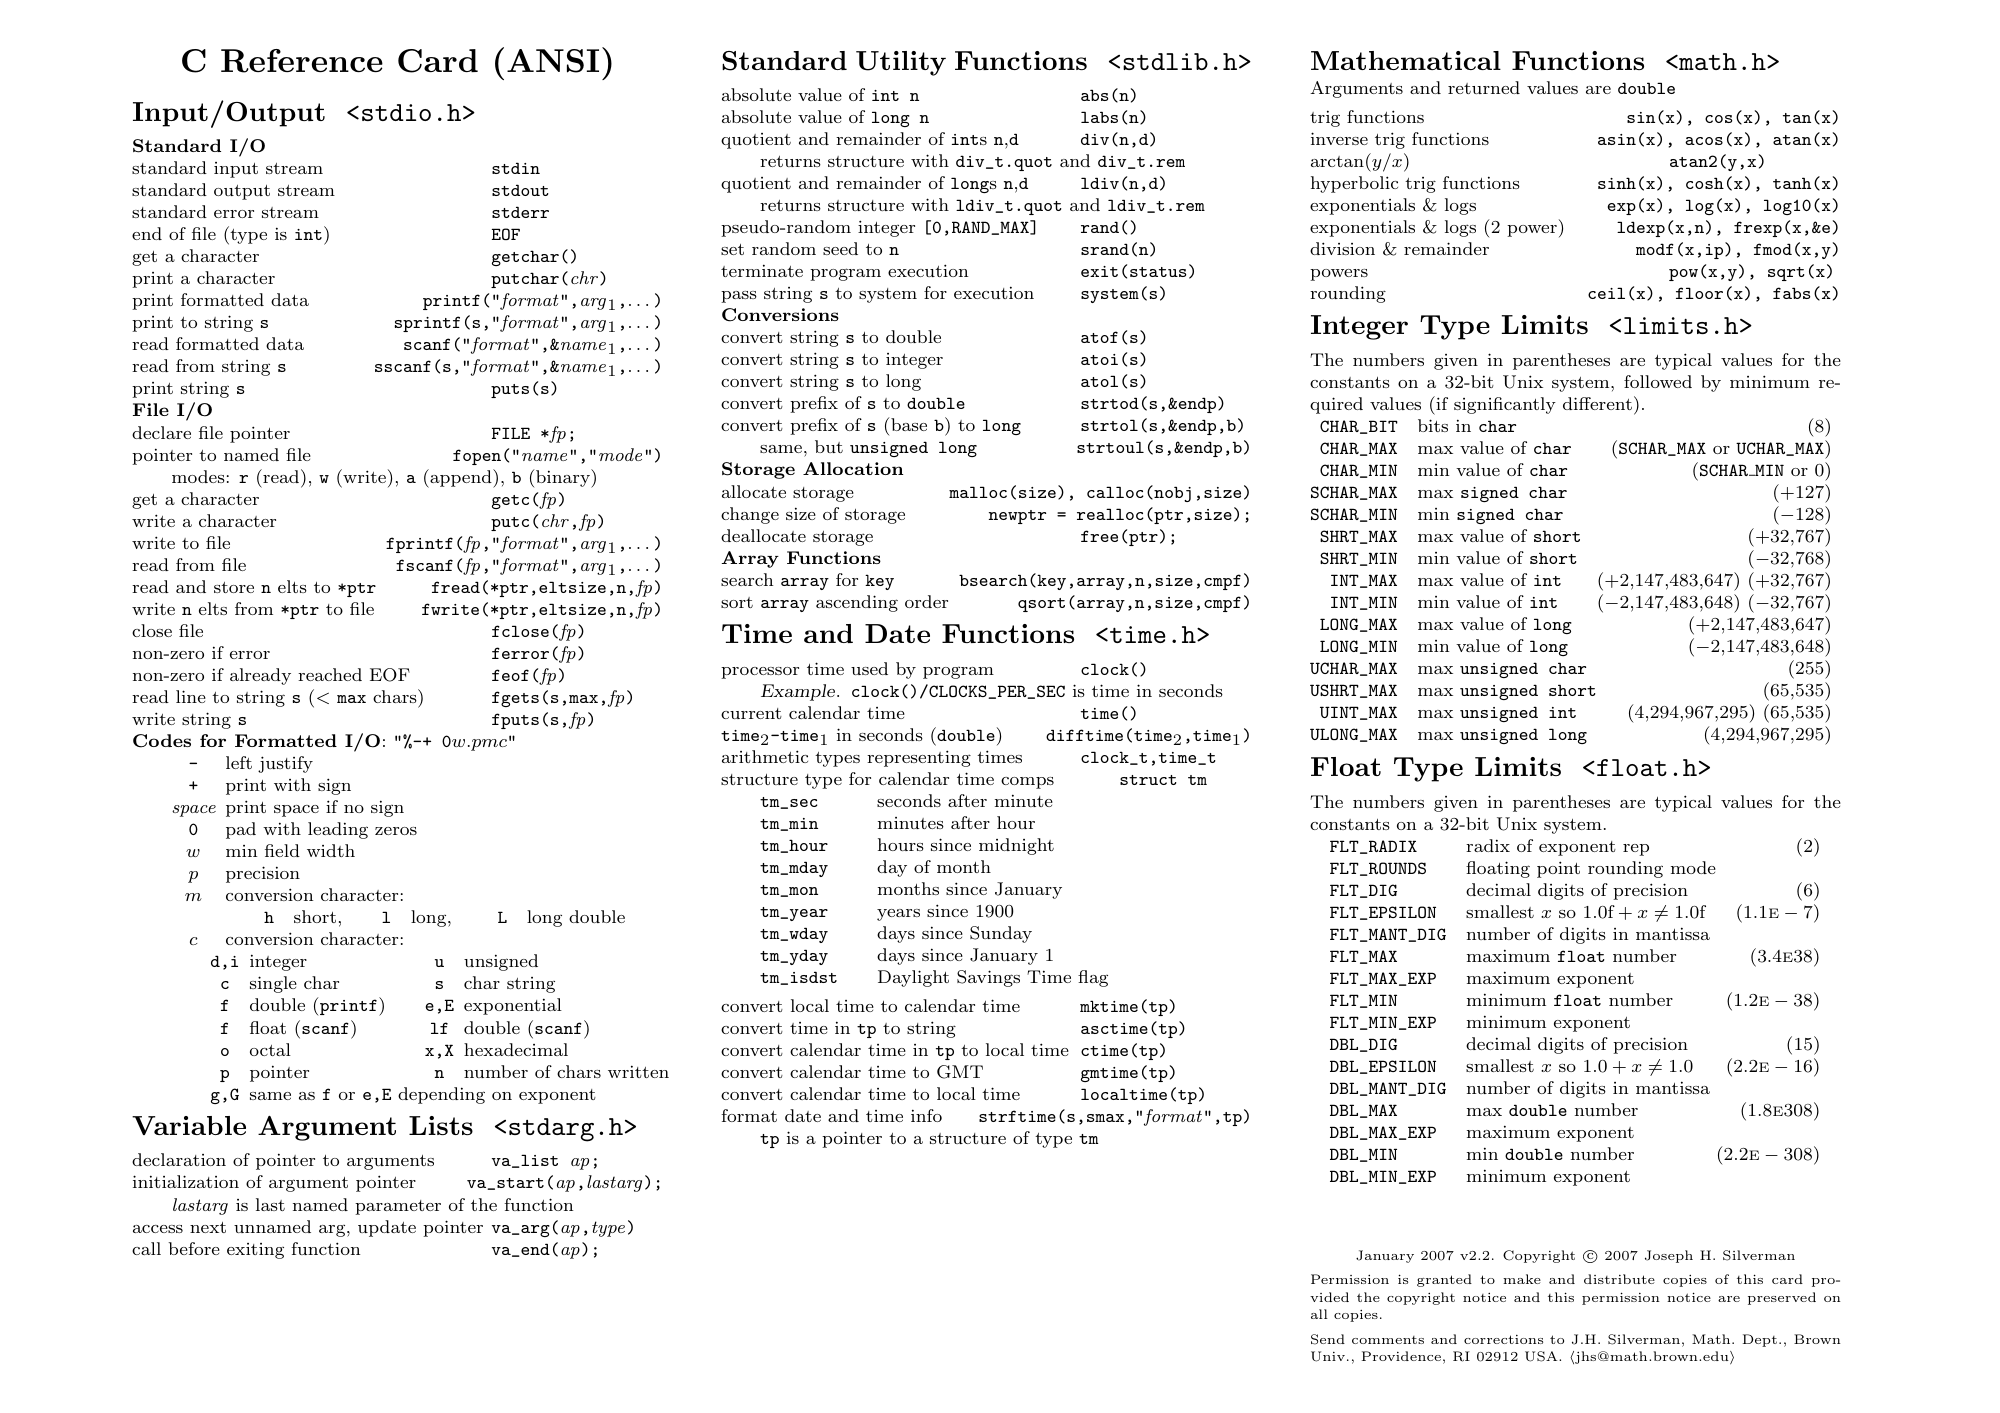 C Reference Card (ANSI)
Input/Output <stdio.h>
Standard I/O
standard input stream stdin
standard output stream stdout
standard error stream stderr
end of file (type is int) EOF
get a character getchar()
print a character putchar(chr)
print formatted data printf("format",arg1,...)
print to string s sprintf(s,"format",arg1,...)
read formatted data scanf("format",&name1,...)
read from string s sscanf(s,"format",&name1,...)
print string s puts(s)
File I/O
declare file pointer FILE *fp;
pointer to named file fopen("name","mode")
modes: r (read), w (write), a (append), b (binary)
get a character getc(fp)
write a character putc(chr,fp)
write to file fprintf(fp,"format",arg1,...)
read from file fscanf(fp,"format",arg1,...)
read and store n elts to *ptr fread(*ptr,eltsize,n,fp)
write n elts from *ptr to file fwrite(*ptr,eltsize,n,fp)
close file fclose(fp)
non-zero if error ferror(fp)
non-zero if already reached EOF feof(fp)
read line to string s (< max chars) fgets(s,max,fp)
write string s fputs(s,fp)
Codes for Formatted I/O: "%-+ 0w.pmc"
- left justify
+ print with sign
space print space if no sign
0 pad with leading zeros
w min field width
p precision
m conversion character:
h short, l long, L long double
c conversion character:
d,i integer u unsigned
c single char s char string
f double (printf) e,E exponential
f float (scanf) lf double (scanf)
o octal x,X hexadecimal
p pointer n number of chars written
g,G same as f or e,E depending on exponent
Variable Argument Lists <stdarg.h>
declaration of pointer to arguments va_list ap;
initialization of argument pointer va_start(ap,lastarg);
lastarg is last named parameter of the function
access next unnamed arg, update pointer va_arg(ap,type)
call before exiting function va_end(ap);
Standard Utility Functions <stdlib.h>
absolute value of int n abs(n)
absolute value of long n labs(n)
quotient and remainder of ints n,d div(n,d)
returns structure with div_t.quot and div_t.rem
quotient and remainder of longs n,d ldiv(n,d)
returns structure with ldiv_t.quot and ldiv_t.rem
pseudo-random integer [0,RAND_MAX] rand()
set random seed to n srand(n)
terminate program execution exit(status)
pass string s to system for execution system(s)
Conversions
convert string s to double atof(s)
convert string s to integer atoi(s)
convert string s to long atol(s)
convert prefix of s to double strtod(s,&endp)
convert prefix of s (base b) to long strtol(s,&endp,b)
same, but unsigned long strtoul(s,&endp,b)
Storage Allocation
allocate storage malloc(size), calloc(nobj,size)
change size of storage newptr = realloc(ptr,size);
deallocate storage free(ptr);
Array Functions
search array for key bsearch(key,array,n,size,cmpf)
sort array ascending order qsort(array,n,size,cmpf)
Time and Date Functions <time.h>
processor time used by program clock()
Example. clock()/CLOCKS_PER_SEC is time in seconds
current calendar time time()
time2-time1 in seconds (double) difftime(time2,time1)
arithmetic types representing times clock_t,time_t
structure type for calendar time comps struct tm
tm_sec seconds after minute
tm_min minutes after hour
tm_hour hours since midnight
tm_mday day of month
tm_mon months since January
tm_year years since 1900
tm_wday days since Sunday
tm_yday days since January 1
tm_isdst Daylight Savings Time flag
convert local time to calendar time mktime(tp)
convert time in tp to string asctime(tp)
convert calendar time in tp to local time ctime(tp)
convert calendar time to GMT gmtime(tp)
convert calendar time to local time localtime(tp)
format date and time info strftime(s,smax,"format",tp)
tp is a pointer to a structure of type tm
Mathematical Functions <math.h>
Arguments and returned values are double
trig functions sin(x), cos(x), tan(x)
inverse trig functions asin(x), acos(x), atan(x)
arctan(y/x) atan2(y,x)
hyperbolic trig functions sinh(x), cosh(x), tanh(x)
exponentials & logs exp(x), log(x), log10(x)
exponentials & logs (2 power) ldexp(x,n), frexp(x,&e)
division & remainder modf(x,ip), fmod(x,y)
powers pow(x,y), sqrt(x)
rounding ceil(x), floor(x), fabs(x)
Integer Type Limits <limits.h>
The numbers given in parentheses are typical values for the
constants on a 32-bit Unix system, followed by minimum re-
quired values (if significantly different).
CHAR_BIT bits in char (8)
CHAR_MAX max value of char (SCHAR_MAX or UCHAR_MAX)
CHAR_MIN min value of char (SCHAR_MIN or 0)
SCHAR_MAX max signed char (+127)
SCHAR_MIN min signed char (−128)
SHRT_MAX max value of short (+32,767)
SHRT_MIN min value of short (−32,768)
INT_MAX max value of int (+2,147,483,647) (+32,767)
INT_MIN min value of int (−2,147,483,648) (−32,767)
LONG_MAX max value of long (+2,147,483,647)
LONG_MIN min value of long (−2,147,483,648)
UCHAR_MAX max unsigned char (255)
USHRT_MAX max unsigned short (65,535)
UINT_MAX max unsigned int (4,294,967,295) (65,535)
ULONG_MAX max unsigned long (4,294,967,295)
Float Type Limits <float.h>
The numbers given in parentheses are typical values for the
constants on a 32-bit Unix system.
FLT_RADIX radix of exponent rep (2)
FLT_ROUNDS floating point rounding mode
FLT_DIG decimal digits of precision (6)
FLT_EPSILON smallest x so 1.0f + x ≠ 1.0f (1.1E − 7)
FLT_MANT_DIG number of digits in mantissa
FLT_MAX maximum float number (3.4E38)
FLT_MAX_EXP maximum exponent
FLT_MIN minimum float number (1.2E − 38)
FLT_MIN_EXP minimum exponent
DBL_DIG decimal digits of precision (15)
DBL_EPSILON smallest x so 1.0 + x ≠ 1.0 (2.2E − 16)
DBL_MANT_DIG number of digits in mantissa
DBL_MAX max double number (1.8E308)
DBL_MAX_EXP maximum exponent
DBL_MIN min double number (2.2E − 308)
DBL_MIN_EXP minimum exponent
January 2007 v2.2. Copyright © 2007 Joseph H. Silverman
Permission is granted to make and distribute copies of this card pro-
vided the copyright notice and this permission notice are preserved on
all copies.
Send comments and corrections to J.H. Silverman, Math. Dept., Brown
Univ., Providence, RI 02912 USA. ⟨jhs@math.brown.edu⟩